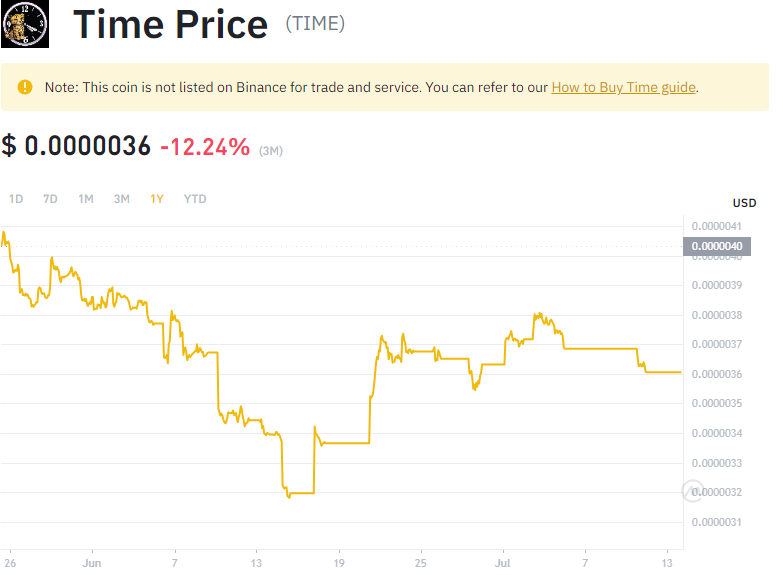 Time Price (TIME)
Note: This coin is not listed on Binance for trade and service. You can refer to our How to Buy Time guide.
$ 0.0000036 -12.24% (3M)
1D 7D 1M 3M 1Y YTD
USD
0.0000041
0.0000040
0.0000040
0.0000039
0.0000038
0.0000037
0.0000036
0.0000035
0.0000034
0.0000033
0.0000032
0.0000031
26 Jun 7 13 19 25 Jul 7 13